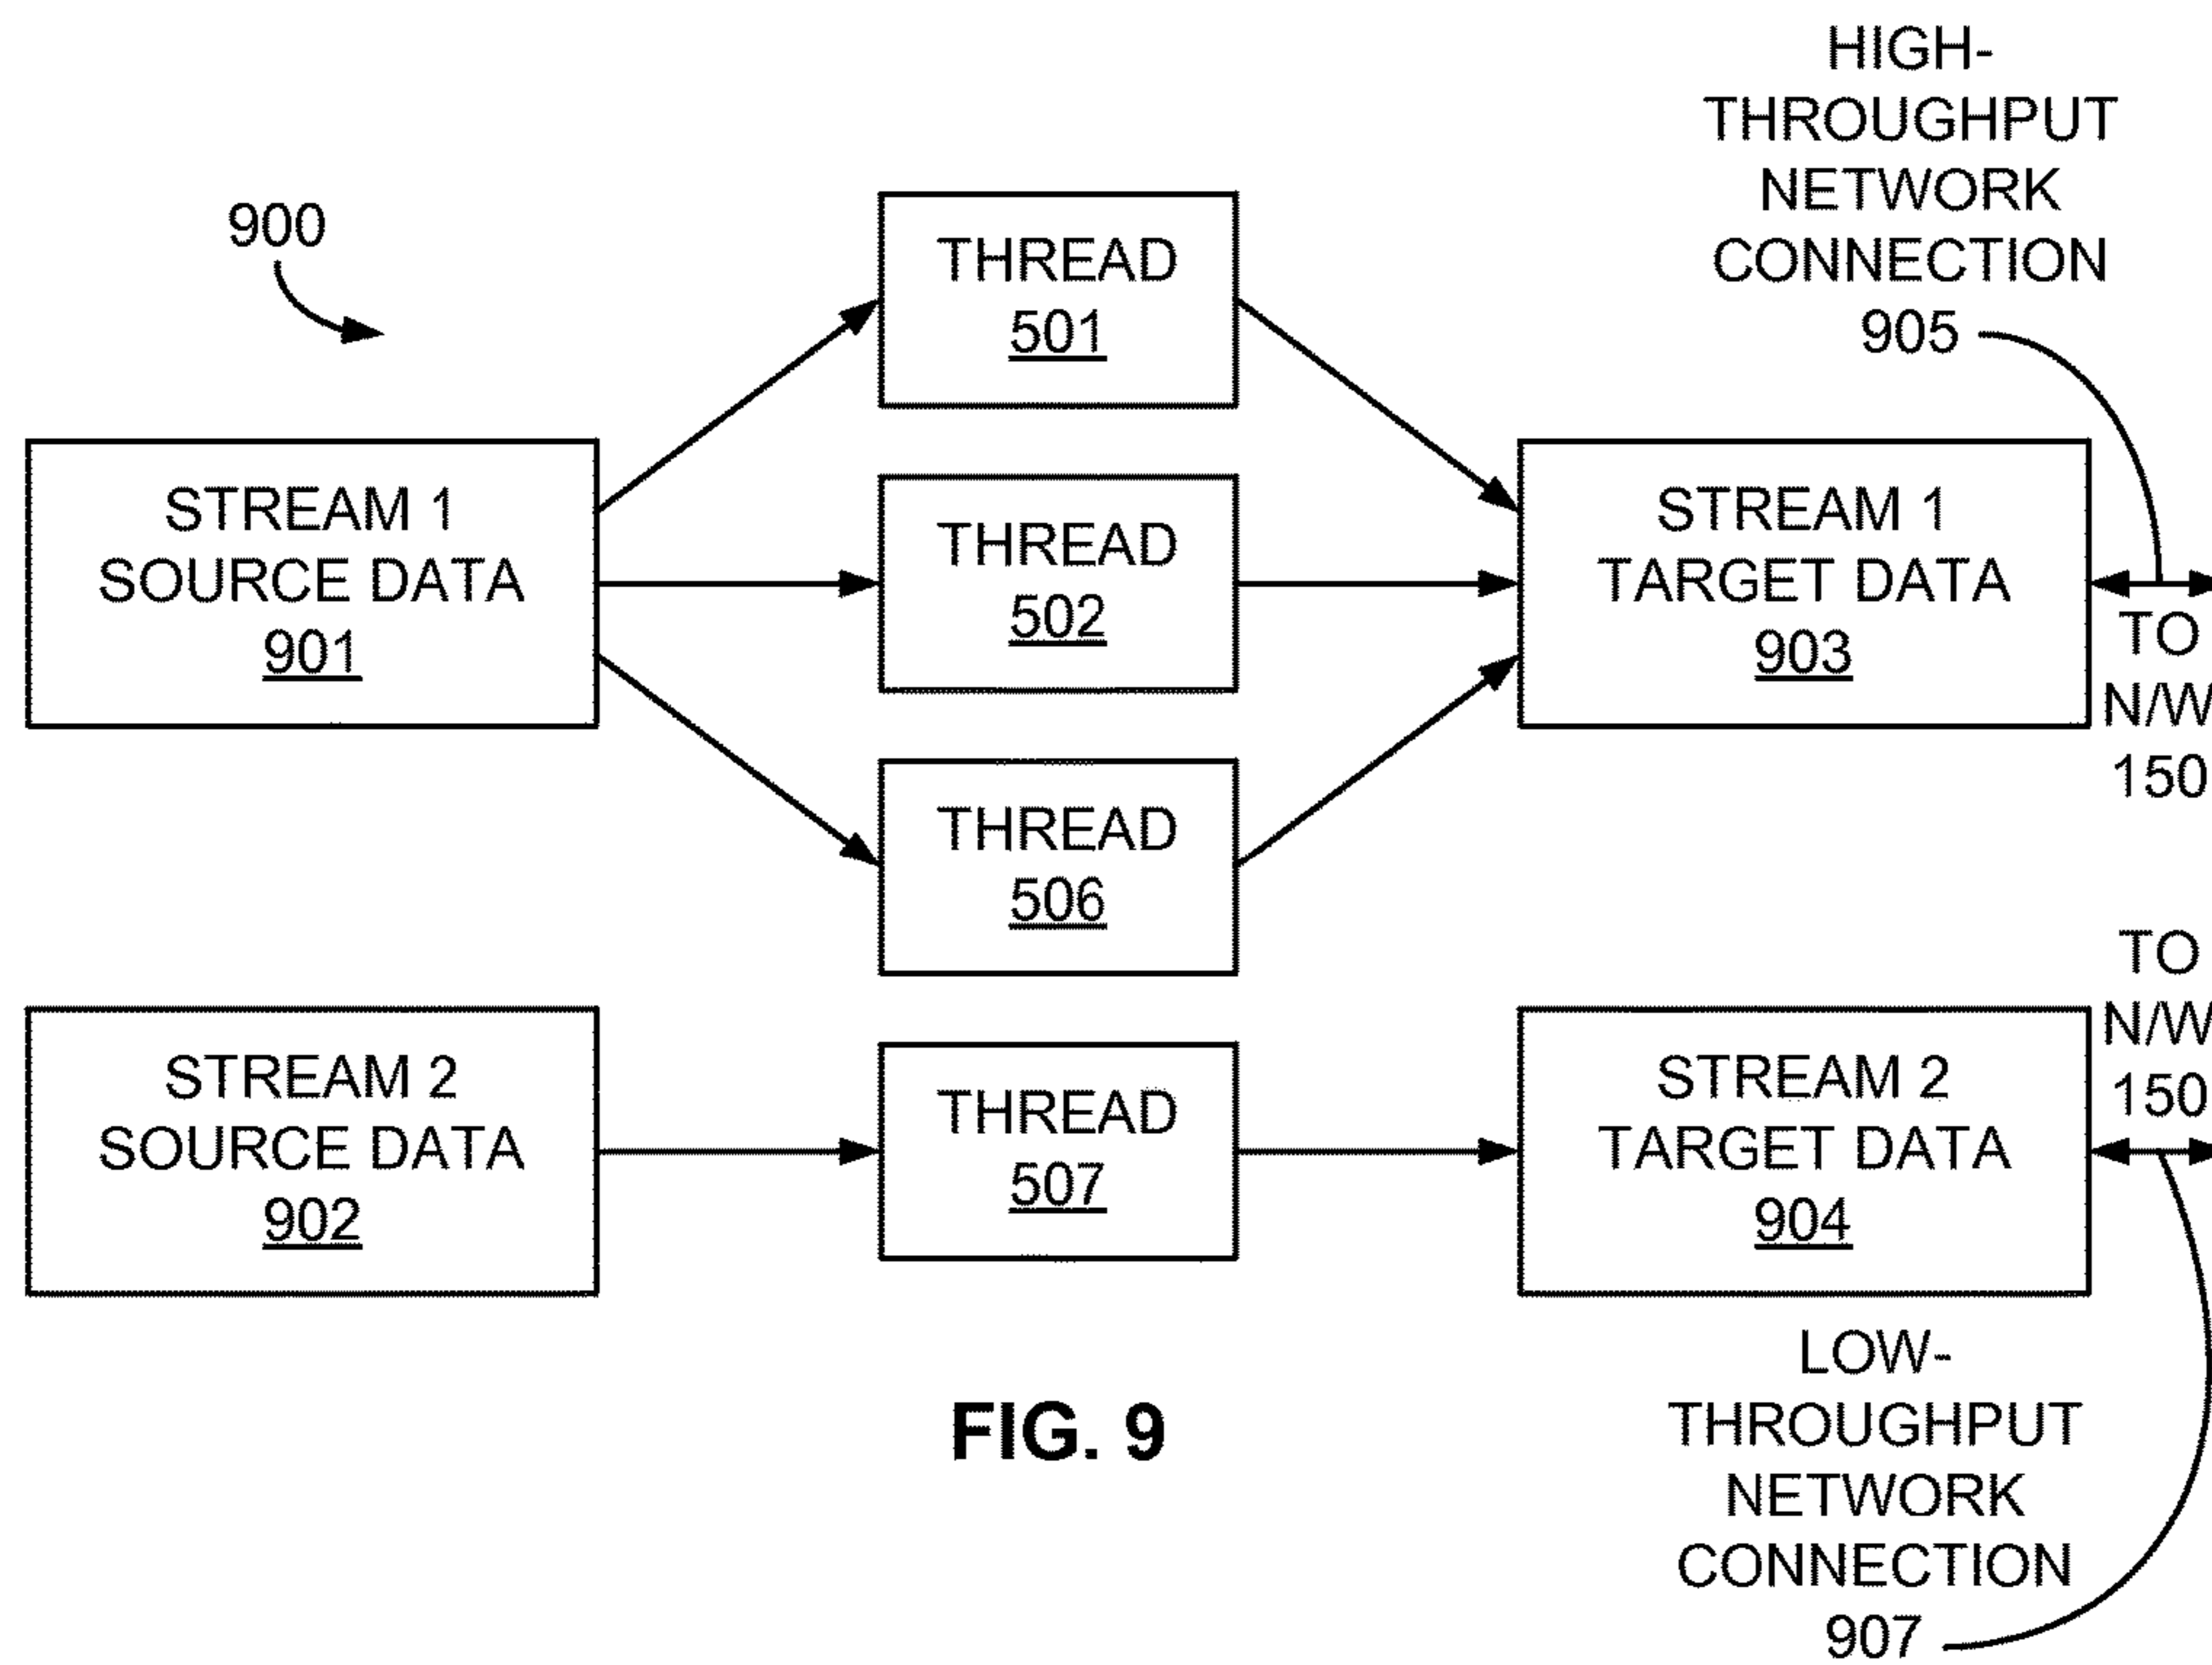 HIGH-
THROUGHPUT
NETWORK
CONNECTION
905
900
THREAD
501
STREAM 1
SOURCE DATA
901
THREAD
502
STREAM 1
TARGET DATA
903
TO
N/W
150
THREAD
506
TO
N/W
150
STREAM 2
SOURCE DATA
902
THREAD
507
STREAM 2
TARGET DATA
904
LOW-
THROUGHPUT
NETWORK
CONNECTION
907
FIG. 9